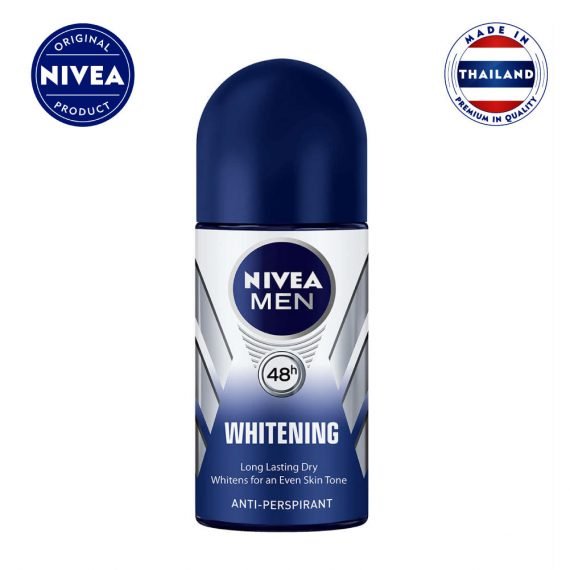 ORIGINAL
NIVEA
PRODUCT
MADE IN
THAILAND
PREMIUM IN QUALITY
NIVEA
MEN
48h
WHITENING
Long Lasting Dry
Whitens for an Even Skin Tone
ANTI-PERSPIRANT